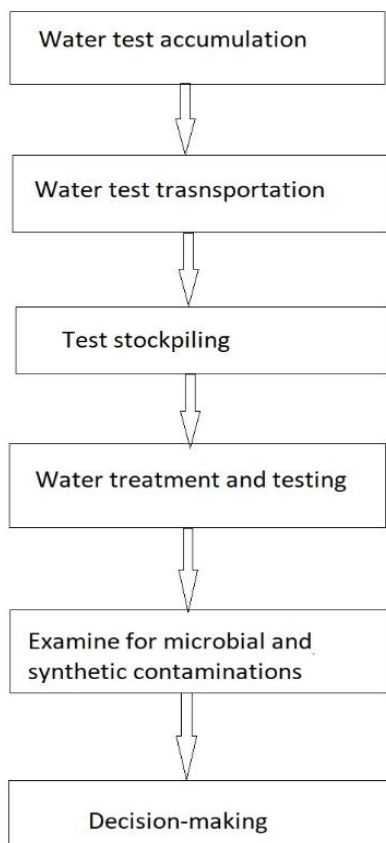 Water test accumulation
Water test trasnsportation
Test stockpiling
Water treatment and testing
Examine for microbial and
synthetic contaminations
Decision-making